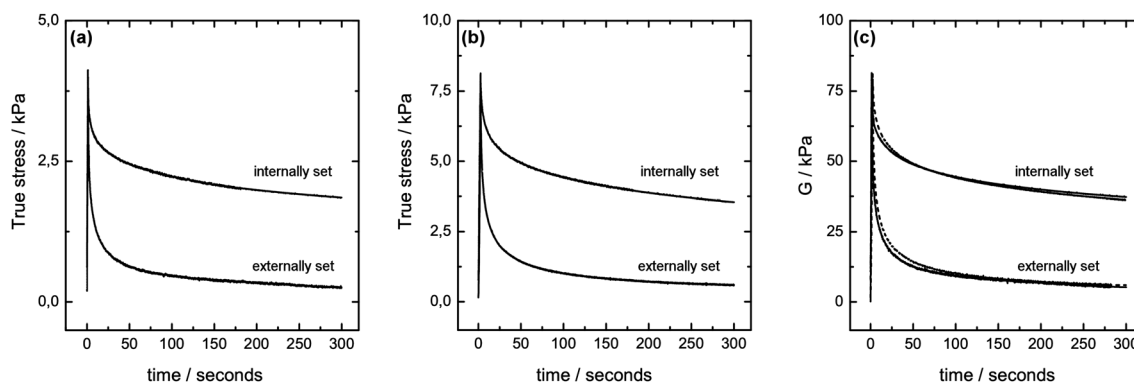 (a)
True stress / kPa
5,0
2,5
0,0
internally set
externally set
0 50 100 150 200 250 300
time / seconds
(b)
True stress / kPa
10,0
7,5
5,0
2,5
0,0
internally set
externally set
0 50 100 150 200 250 300
time / seconds
(c)
G / kPa
100
75
50
25
0
internally set
externally set
0 50 100 150 200 250 300
time / seconds